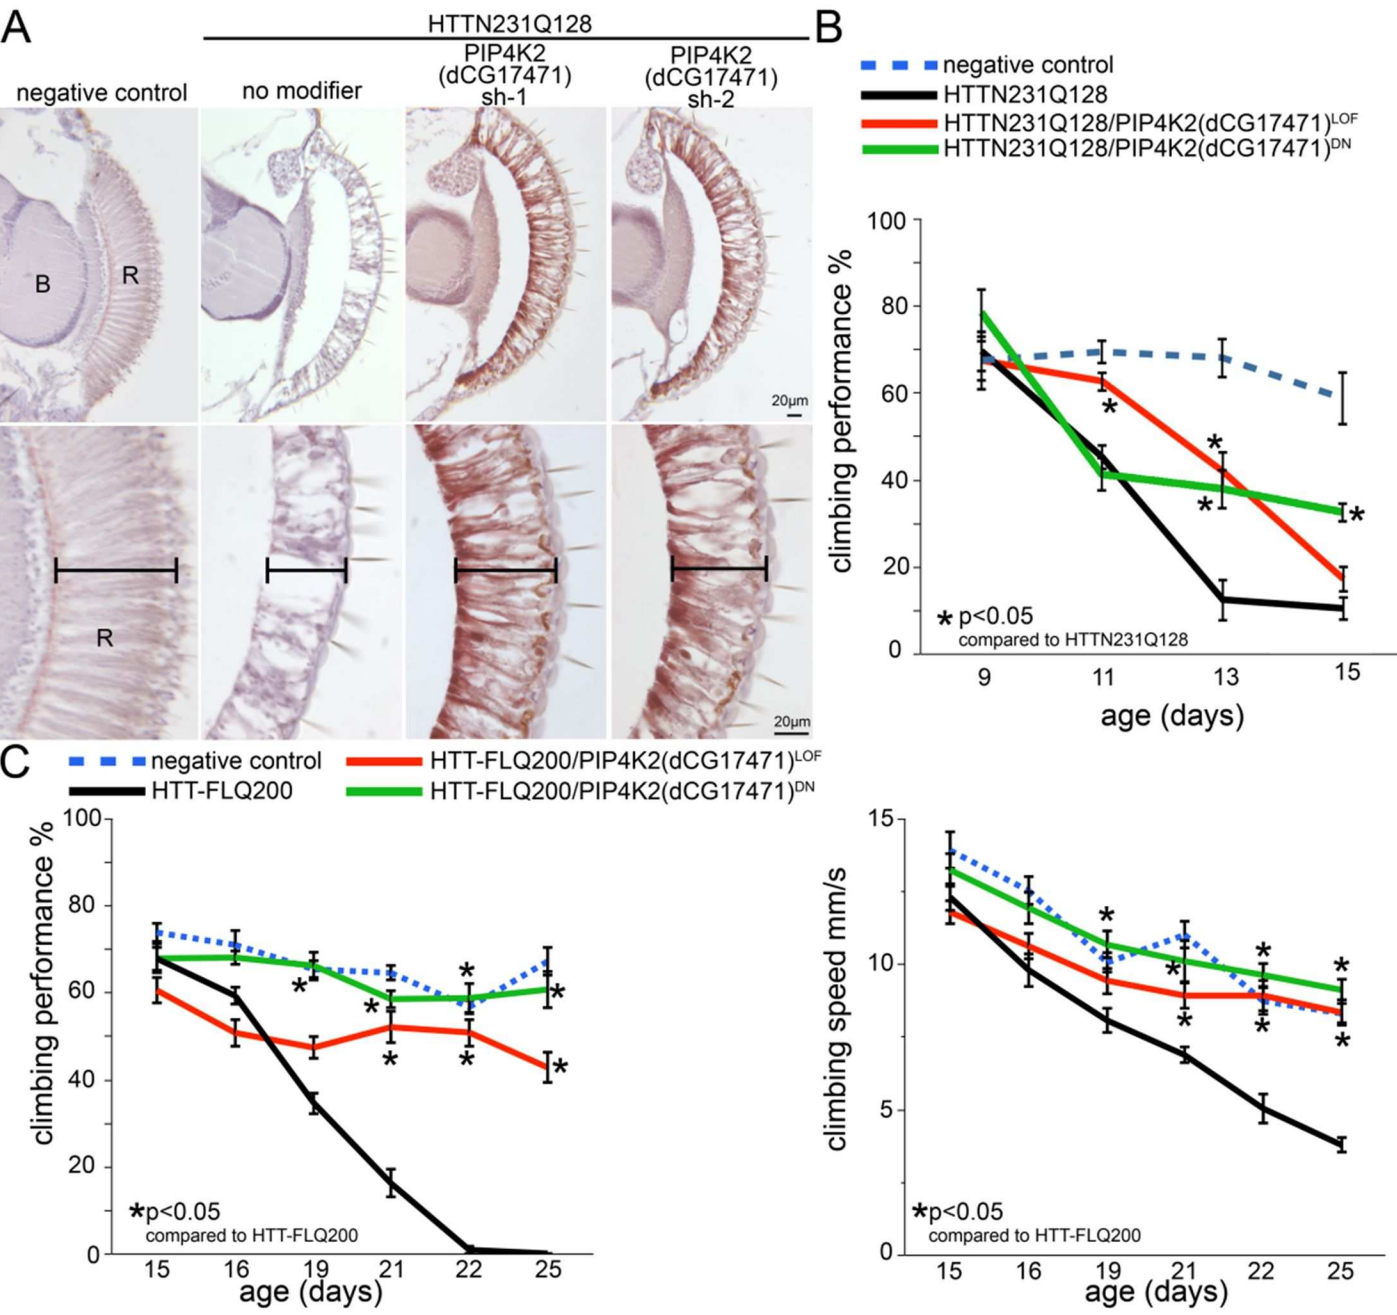 A
HTTN231Q128
negative control
no modifier
PIP4K2
(dCG17471)
sh-1
PIP4K2
(dCG17471)
sh-2
B
R
20μm
R
20μm
B
negative control
HTTN231Q128
HTTN231Q128/PIP4K2(dCG17471)LOF
HTTN231Q128/PIP4K2(dCG17471)DN
climbing performance %
100
80
60
40
20
0
* p<0.05
compared to HTTN231Q128
9 11 13 15
age (days)
C
negative control
HTT-FLQ200
HTT-FLQ200/PIP4K2(dCG17471)LOF
HTT-FLQ200/PIP4K2(dCG17471)DN
climbing performance %
100
80
60
40
20
0
*p<0.05
compared to HTT-FLQ200
15 16 19 21 22 25
age (days)
climbing speed mm/s
15
10
5
0
*p<0.05
compared to HTT-FLQ200
15 16 19 21 22 25
age (days)